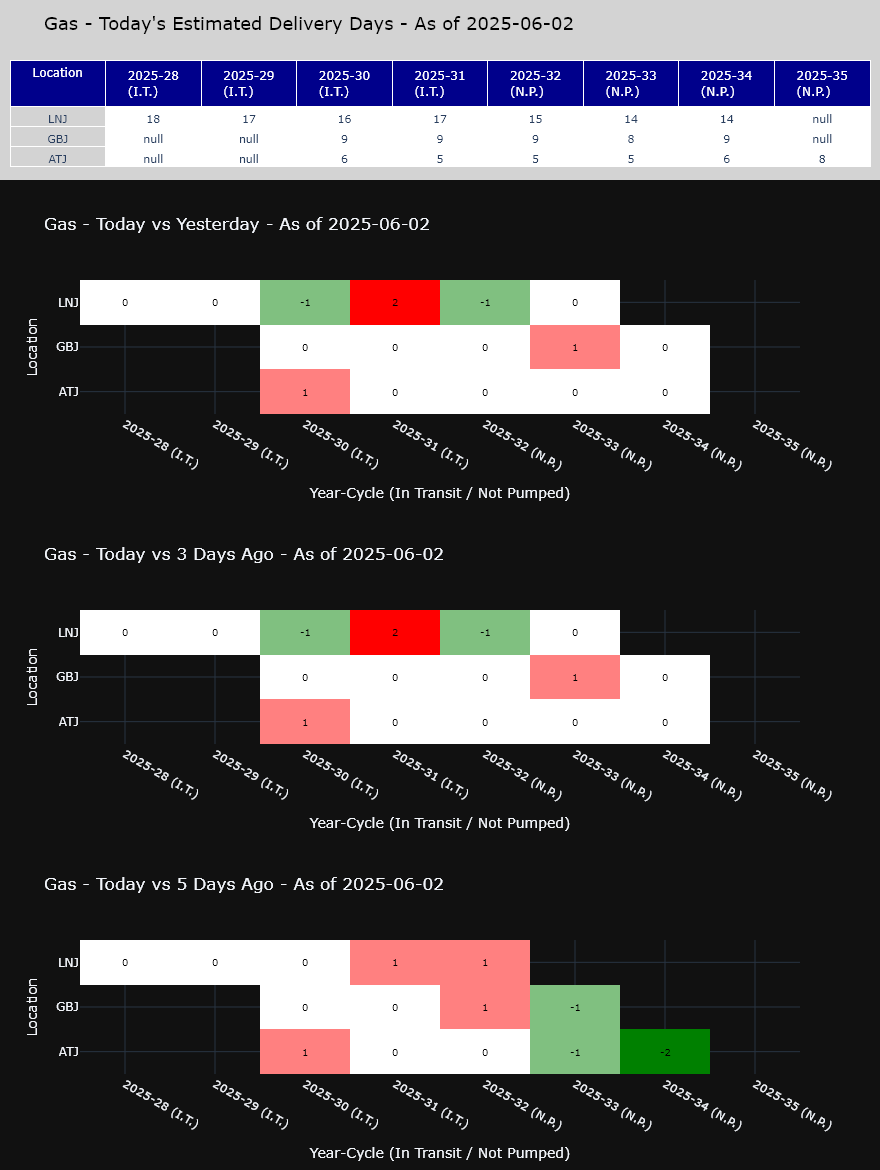 Gas - Today's Estimated Delivery Days - As of 2025-06-02
Location 2025-28 (I.T.) 2025-29 (I.T.) 2025-30 (I.T.) 2025-31 (I.T.) 2025-32 (N.P.) 2025-33 (N.P.) 2025-34 (N.P.) 2025-35 (N.P.)
LNJ 18 17 16 17 15 14 14 null
GBJ null null 9 9 9 8 9 null
ATJ null null 6 5 5 5 6 8
Gas - Today vs Yesterday - As of 2025-06-02
Location
LNJ 0 0 -1 2 -1 0
GBJ 0 0 0 1 0
ATJ 1 0 0 0 0
2025-28 (I.T.) 2025-29 (I.T.) 2025-30 (I.T.) 2025-31 (I.T.) 2025-32 (N.P.) 2025-33 (N.P.) 2025-34 (N.P.) 2025-35 (N.P.)
Year-Cycle (In Transit / Not Pumped)
Gas - Today vs 3 Days Ago - As of 2025-06-02
Location
LNJ 0 0 -1 2 -1 0
GBJ 0 0 0 1 0
ATJ 1 0 0 0 0
2025-28 (I.T.) 2025-29 (I.T.) 2025-30 (I.T.) 2025-31 (I.T.) 2025-32 (N.P.) 2025-33 (N.P.) 2025-34 (N.P.) 2025-35 (N.P.)
Year-Cycle (In Transit / Not Pumped)
Gas - Today vs 5 Days Ago - As of 2025-06-02
Location
LNJ 0 0 0 1 1
GBJ 0 0 1 -1
ATJ 1 0 0 -1 -2
2025-28 (I.T.) 2025-29 (I.T.) 2025-30 (I.T.) 2025-31 (I.T.) 2025-32 (N.P.) 2025-33 (N.P.) 2025-34 (N.P.) 2025-35 (N.P.)
Year-Cycle (In Transit / Not Pumped)